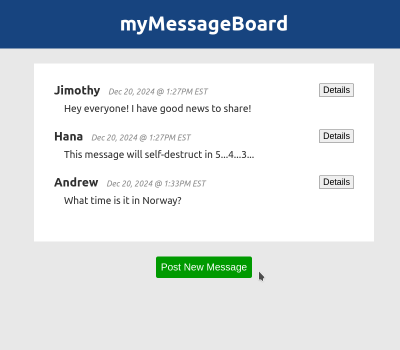 myMessageBoard
Jimothy Dec 20, 2024 @ 1:27PM EST Details
Hey everyone! I have good news to share!
Hana Dec 20, 2024 @ 1:27PM EST Details
This message will self-destruct in 5...4...3...
Andrew Dec 20, 2024 @ 1:33PM EST Details
What time is it in Norway?
Post New Message